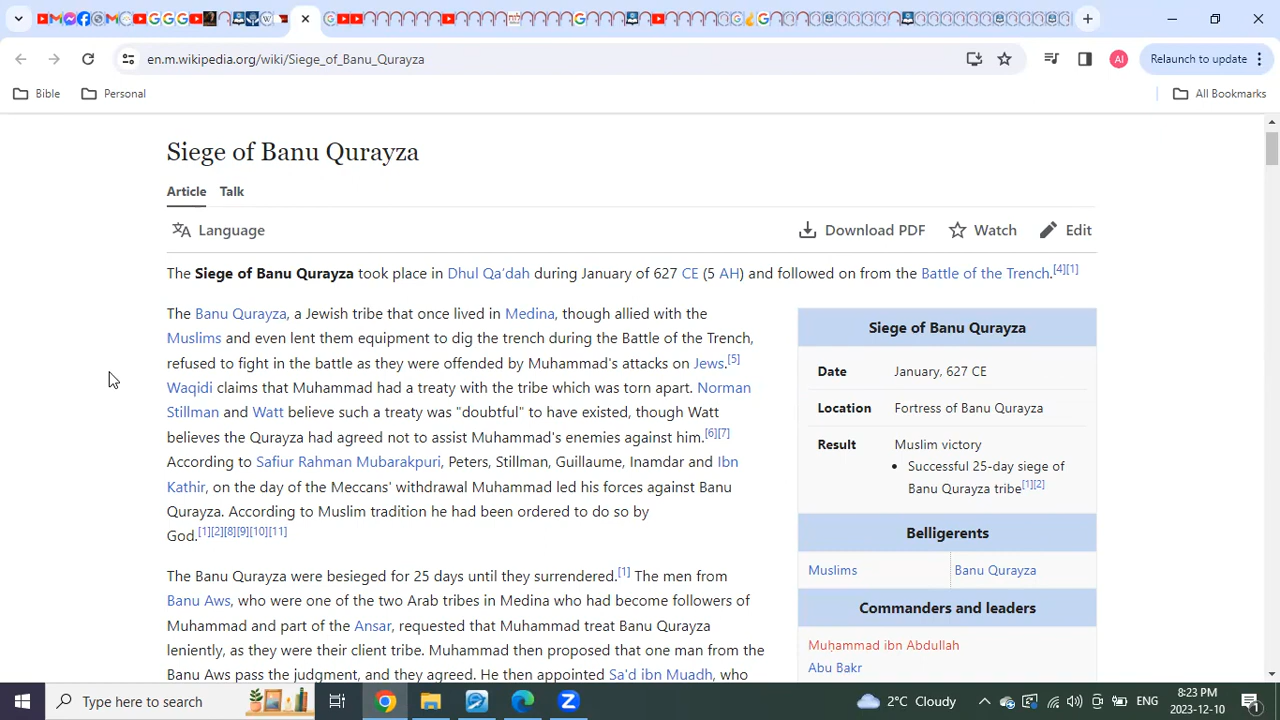 en.m.wikipedia.org/wiki/Siege_of_Banu_Qurayza
AI
Relaunch to update
Bible
Personal
All Bookmarks
Siege of Banu Qurayza
Article
Talk
Language
Download PDF
Watch
Edit
The Siege of Banu Qurayza took place in Dhul Qa'dah during January of 627 CE (5 AH) and followed on from the Battle of the Trench.[4][1]
The Banu Qurayza, a Jewish tribe that once lived in Medina, though allied with the
Muslims and even lent them equipment to dig the trench during the Battle of the Trench,
refused to fight in the battle as they were offended by Muhammad's attacks on Jews.[5]
Waqidi claims that Muhammad had a treaty with the tribe which was torn apart. Norman
Stillman and Watt believe such a treaty was "doubtful" to have existed, though Watt
believes the Qurayza had agreed not to assist Muhammad's enemies against him.[6][7]
According to Safiur Rahman Mubarakpuri, Peters, Stillman, Guillaume, Inamdar and Ibn
Kathir, on the day of the Meccans' withdrawal Muhammad led his forces against Banu
Qurayza. According to Muslim tradition he had been ordered to do so by
God.[1][2][8][9][10][11]
The Banu Qurayza were besieged for 25 days until they surrendered.[1] The men from
Banu Aws, who were one of the two Arab tribes in Medina who had become followers of
Muhammad and part of the Ansar, requested that Muhammad treat Banu Qurayza
leniently, as they were their client tribe. Muhammad then proposed that one man from the
Banu Aws pass the judgment, and they agreed. He then appointed Sa'd ibn Muadh, who
Siege of Banu Qurayza
Date January, 627 CE
Location Fortress of Banu Qurayza
Result Muslim victory
• Successful 25-day siege of
Banu Qurayza tribe[1][2]
Belligerents
Muslims Banu Qurayza
Commanders and leaders
Muḥammad ibn Abdullah
Abu Bakr
Type here to search
2°C Cloudy
ENG
8:23 PM
2023-12-10
1